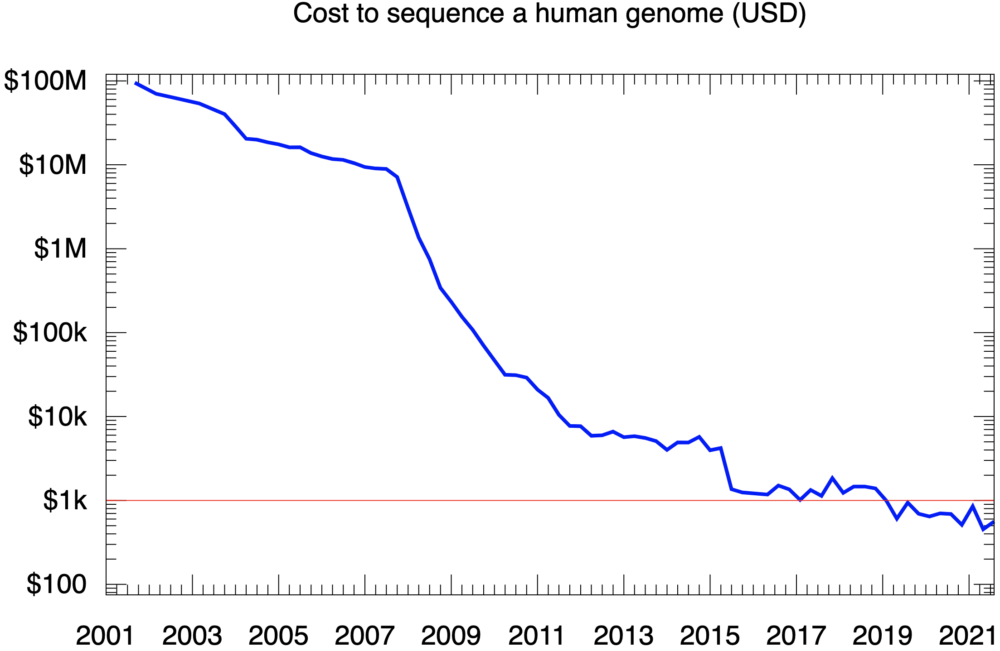 Cost to sequence a human genome (USD)
$100M
$10M
$1M
$100k
$10k
$1k
$100
2001 2003 2005 2007 2009 2011 2013 2015 2017 2019 2021